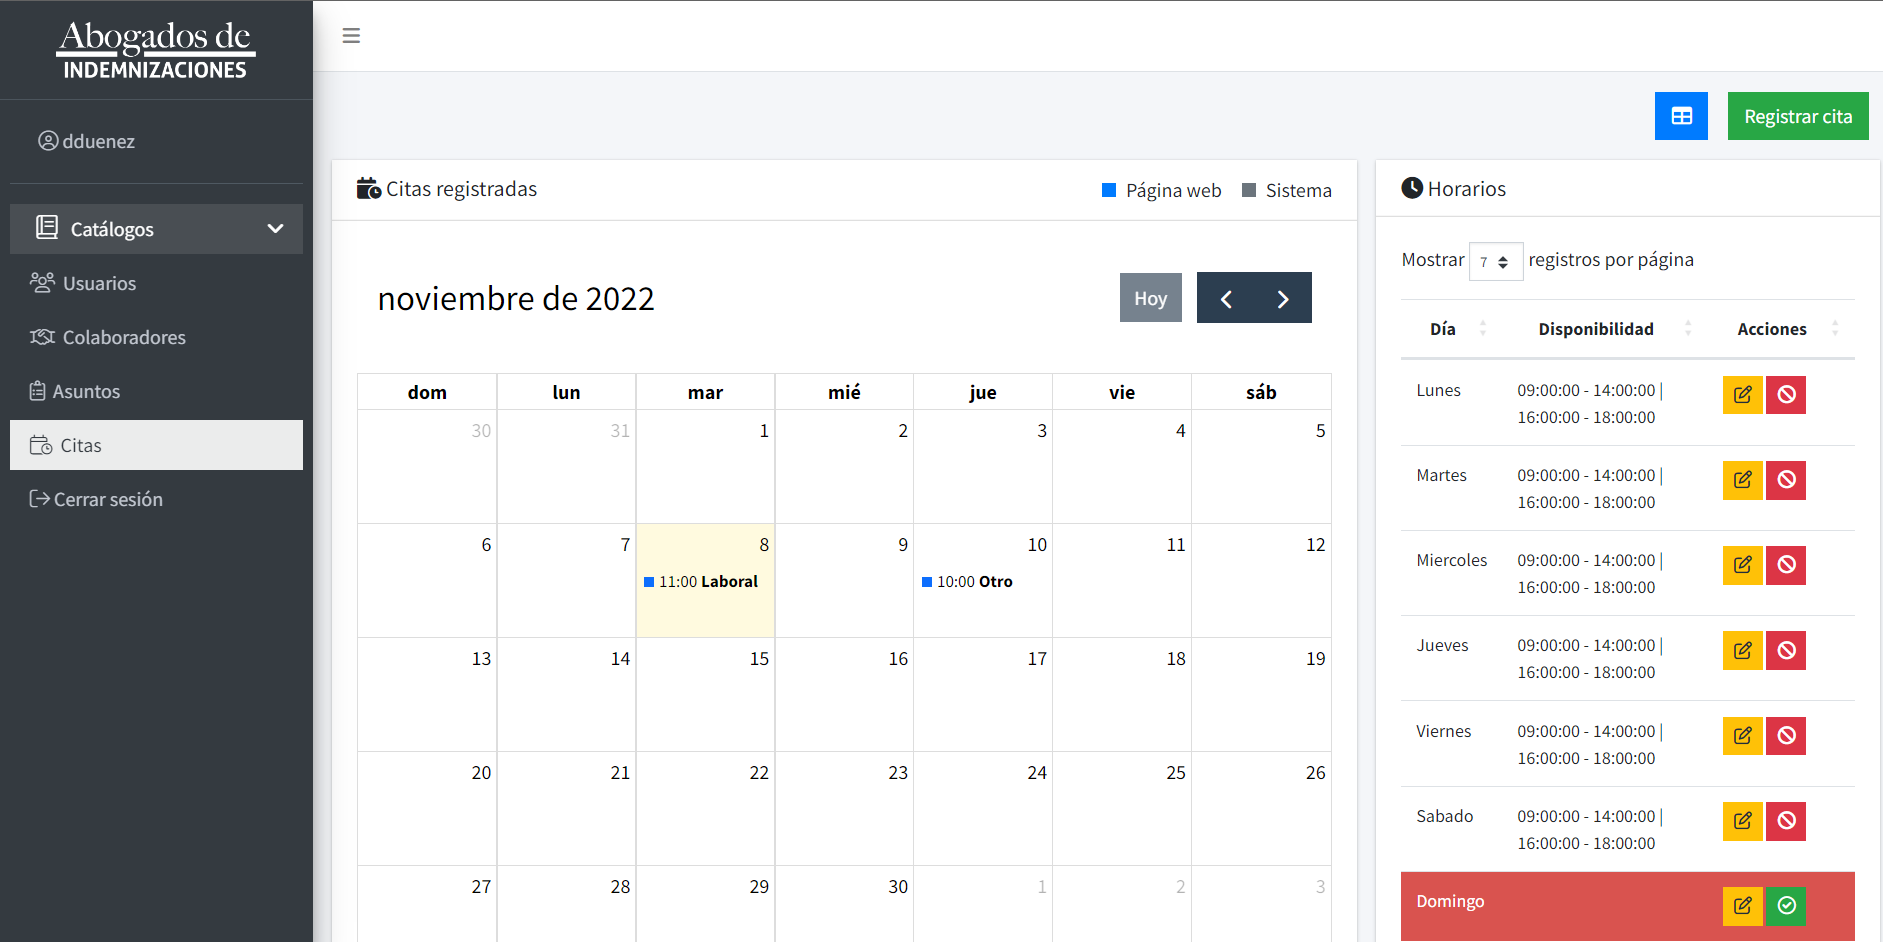 Abogados de
INDEMNIZACIONES
dduenez
Catálogos
Usuarios
Colaboradores
Asuntos
Citas
Cerrar sesión
Registrar cita
Citas registradas
Página web Sistema
noviembre de 2022
Hoy
dom lun mar mié jue vie sáb
30 31 1 2 3 4 5
6 7 8 9 10 11 12
11:00 Laboral 10:00 Otro
13 14 15 16 17 18 19
20 21 22 23 24 25 26
27 28 29 30 1 2 3
Horarios
Mostrar 7 registros por página
Día Disponibilidad Acciones
Lunes 09:00:00 - 14:00:00 |
16:00:00 - 18:00:00
Martes 09:00:00 - 14:00:00 |
16:00:00 - 18:00:00
Miercoles 09:00:00 - 14:00:00 |
16:00:00 - 18:00:00
Jueves 09:00:00 - 14:00:00 |
16:00:00 - 18:00:00
Viernes 09:00:00 - 14:00:00 |
16:00:00 - 18:00:00
Sabado 09:00:00 - 14:00:00 |
16:00:00 - 18:00:00
Domingo